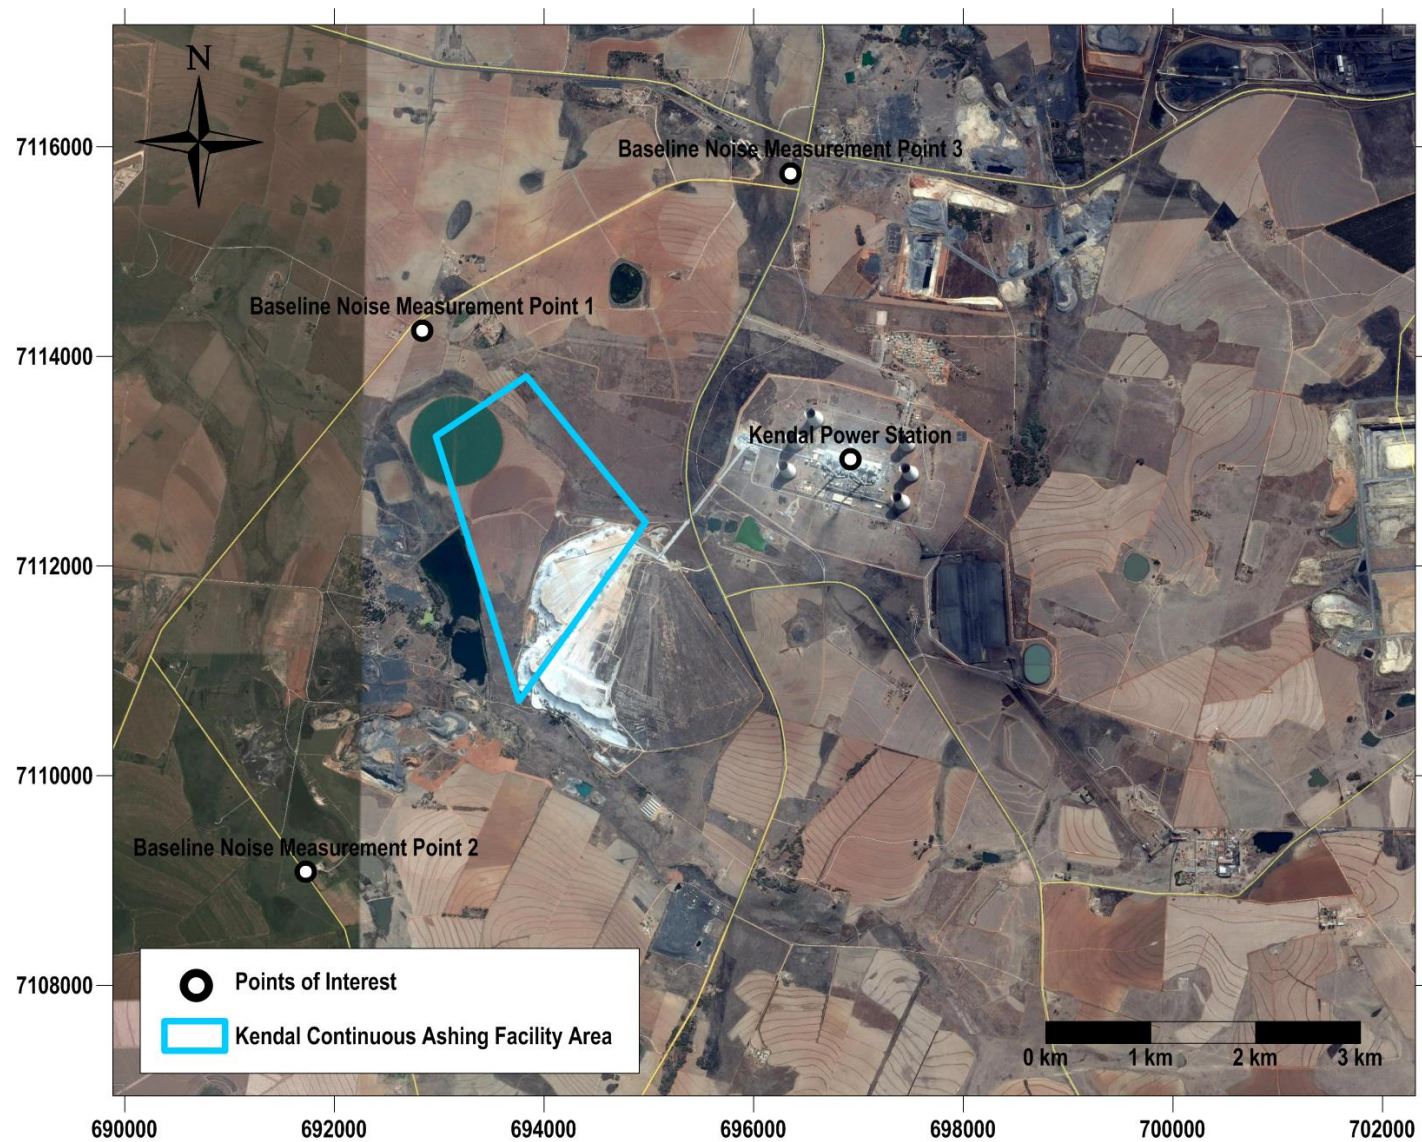 N
7116000
Baseline Noise Measurement Point 3
Baseline Noise Measurement Point 1
7114000
Kendal Power Station
7112000
7110000
Baseline Noise Measurement Point 2
7108000
Points of Interest
Kendal Continuous Ashing Facility Area
0 km 1 km 2 km 3 km
690000 692000 694000 696000 698000 700000 702000